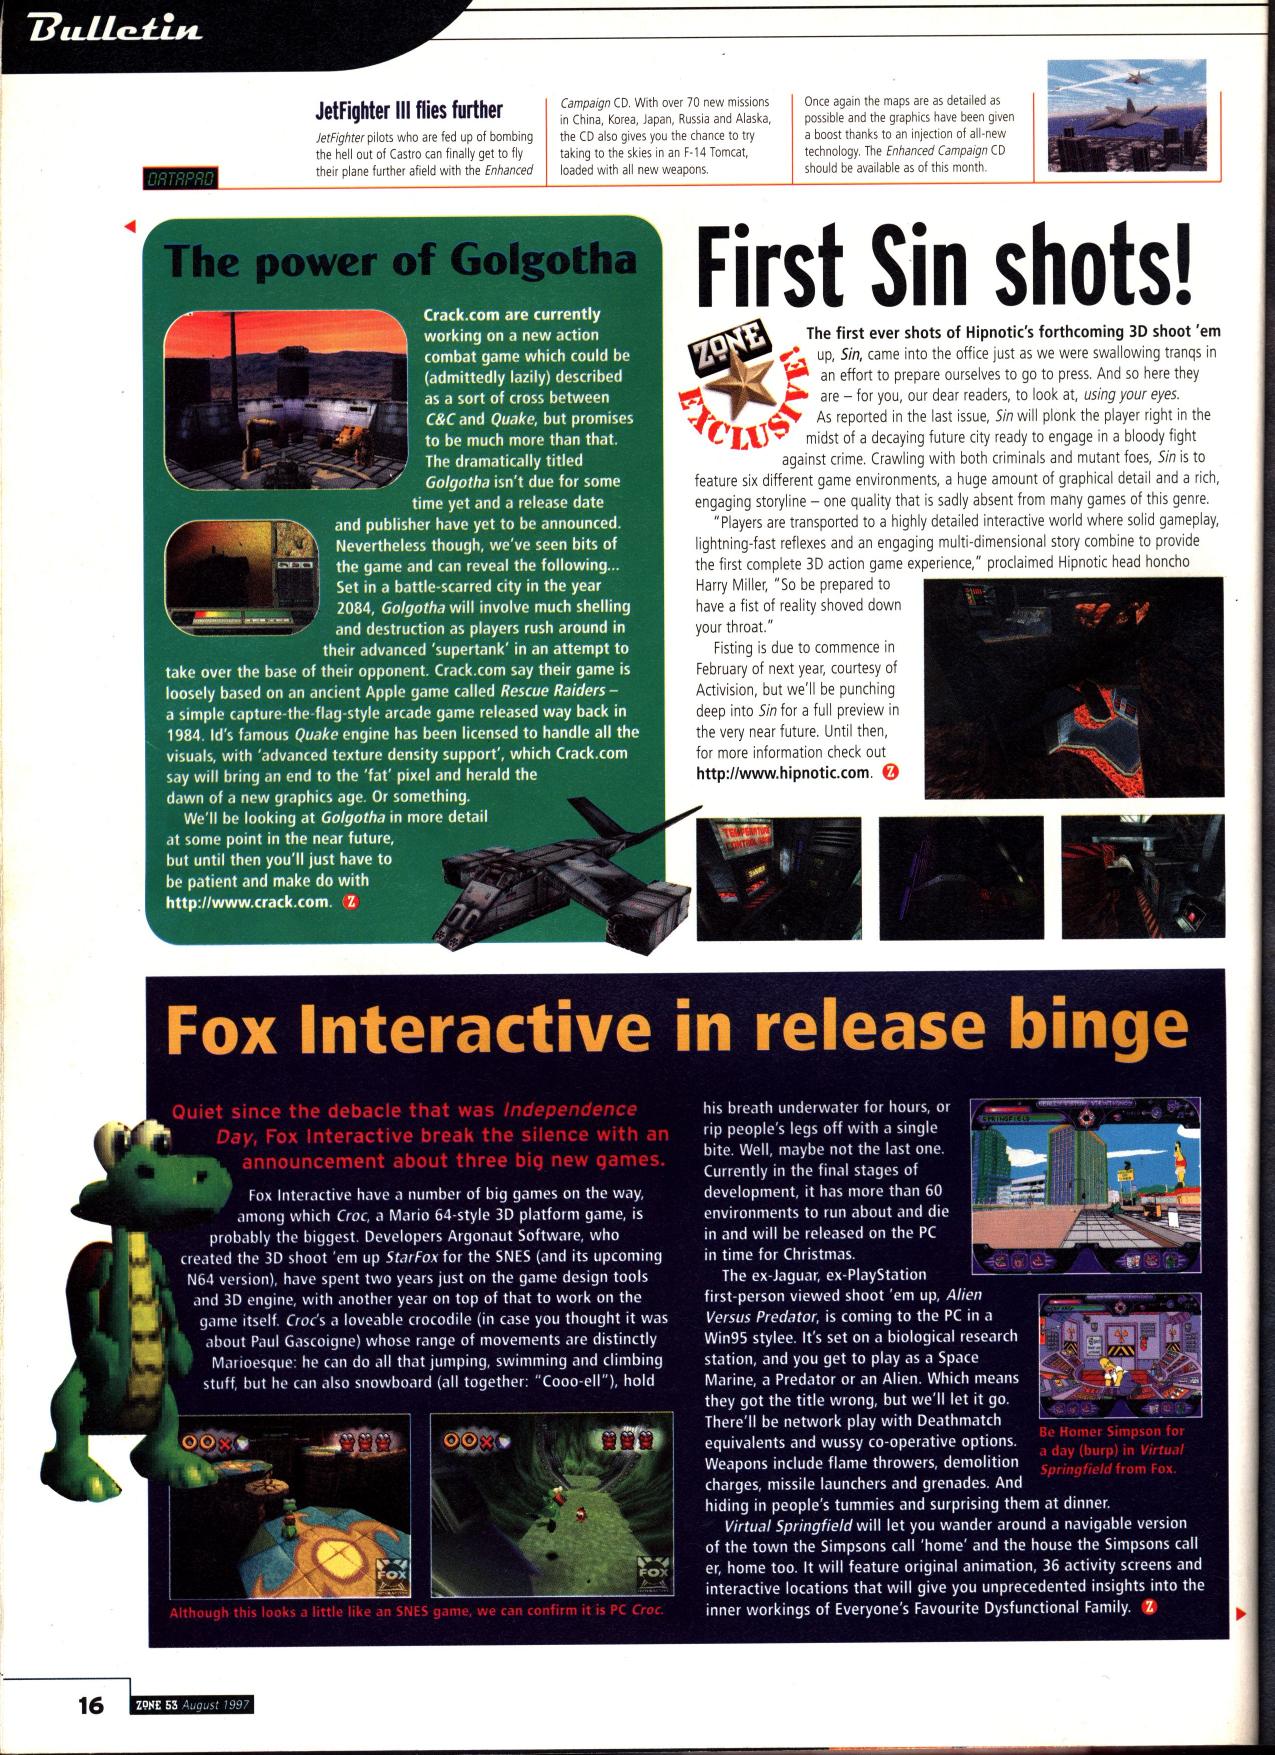 Bulletin
JetFighter III flies further
JetFighter pilots who are fed up of bombing
the hell out of Castro can finally get to fly
their plane further afield with the Enhanced
Campaign CD. With over 70 new missions
in China, Korea, Japan, Russia and Alaska,
the CD also gives you the chance to try
taking to the skies in an F-14 Tomcat,
loaded with all new weapons.
Once again the maps are as detailed as
possible and the graphics have been given
a boost thanks to an injection of all-new
technology. The Enhanced Campaign CD
should be available as of this month.
DATAPAD
The power of Golgotha
Crack.com are currently
working on a new action
combat game which could be
(admittedly lazily) described
as a sort of cross between
C&C and Quake, but promises
to be much more than that.
The dramatically titled
Golgotha isn't due for some
time yet and a release date
and publisher have yet to be announced.
Nevertheless though, we've seen bits of
the game and can reveal the following...
Set in a battle-scarred city in the year
2084, Golgotha will involve much shelling
and destruction as players rush around in
their advanced 'supertank' in an attempt to
take over the base of their opponent. Crack.com say their game is
loosely based on an ancient Apple game called Rescue Raiders –
a simple capture-the-flag-style arcade game released way back in
1984. Id's famous Quake engine has been licensed to handle all the
visuals, with 'advanced texture density support', which Crack.com
say will bring an end to the 'fat' pixel and herald the
dawn of a new graphics age. Or something.
We'll be looking at Golgotha in more detail
at some point in the near future,
but until then you'll just have to
be patient and make do with
http://www.crack.com. Z
First Sin shots!
ZONE
EXCLUSIVE!
The first ever shots of Hipnotic's forthcoming 3D shoot 'em
up, Sin, came into the office just as we were swallowing tranqs in
an effort to prepare ourselves to go to press. And so here they
are – for you, our dear readers, to look at, using your eyes.
As reported in the last issue, Sin will plonk the player right in the
midst of a decaying future city ready to engage in a bloody fight
against crime. Crawling with both criminals and mutant foes, Sin is to
feature six different game environments, a huge amount of graphical detail and a rich,
engaging storyline – one quality that is sadly absent from many games of this genre.
"Players are transported to a highly detailed interactive world where solid gameplay,
lightning-fast reflexes and an engaging multi-dimensional story combine to provide
the first complete 3D action game experience," proclaimed Hipnotic head honcho
Harry Miller, "So be prepared to
have a fist of reality shoved down
your throat."
Fisting is due to commence in
February of next year, courtesy of
Activision, but we'll be punching
deep into Sin for a full preview in
the very near future. Until then,
for more information check out
http://www.hipnotic.com. Z
TEMPERATURE
CONTROL
Fox Interactive in release binge
Quiet since the debacle that was Independence
Day, Fox Interactive break the silence with an
announcement about three big new games.
Fox Interactive have a number of big games on the way,
among which Croc, a Mario 64-style 3D platform game, is
probably the biggest. Developers Argonaut Software, who
created the 3D shoot 'em up StarFox for the SNES (and its upcoming
N64 version), have spent two years just on the game design tools
and 3D engine, with another year on top of that to work on the
game itself. Croc's a loveable crocodile (in case you thought it was
about Paul Gascoigne) whose range of movements are distinctly
Marioesque: he can do all that jumping, swimming and climbing
stuff, but he can also snowboard (all together: "Cooo-ell"), hold
FOX
INTERACTIVE
FOX
INTERACTIVE
Although this looks a little like an SNES game, we can confirm it is PC Croc.
his breath underwater for hours, or
rip people's legs off with a single
bite. Well, maybe not the last one.
Currently in the final stages of
development, it has more than 60
environments to run about and die
in and will be released on the PC
in time for Christmas.
The ex-Jaguar, ex-PlayStation
first-person viewed shoot 'em up, Alien
Versus Predator, is coming to the PC in a
Win95 stylee. It's set on a biological research
station, and you get to play as a Space
Marine, a Predator or an Alien. Which means
they got the title wrong, but we'll let it go.
There'll be network play with Deathmatch
equivalents and wussy co-operative options.
Weapons include flame throwers, demolition
charges, missile launchers and grenades. And
hiding in people's tummies and surprising them at dinner.
Virtual Springfield will let you wander around a navigable version
of the town the Simpsons call 'home' and the house the Simpsons call
er, home too. It will feature original animation, 36 activity screens and
interactive locations that will give you unprecedented insights into the
inner workings of Everyone's Favourite Dysfunctional Family. Z
SPRINGFIELD
Be Homer Simpson for
a day (burp) in Virtual
Springfield from Fox.
16
ZONE 53 August 1997